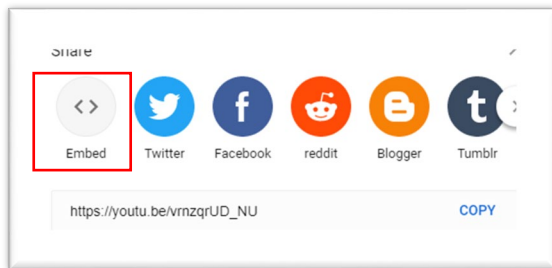 Share
Embed Twitter Facebook reddit Blogger Tumblr
https://youtu.be/vrnzqrUD_NU COPY